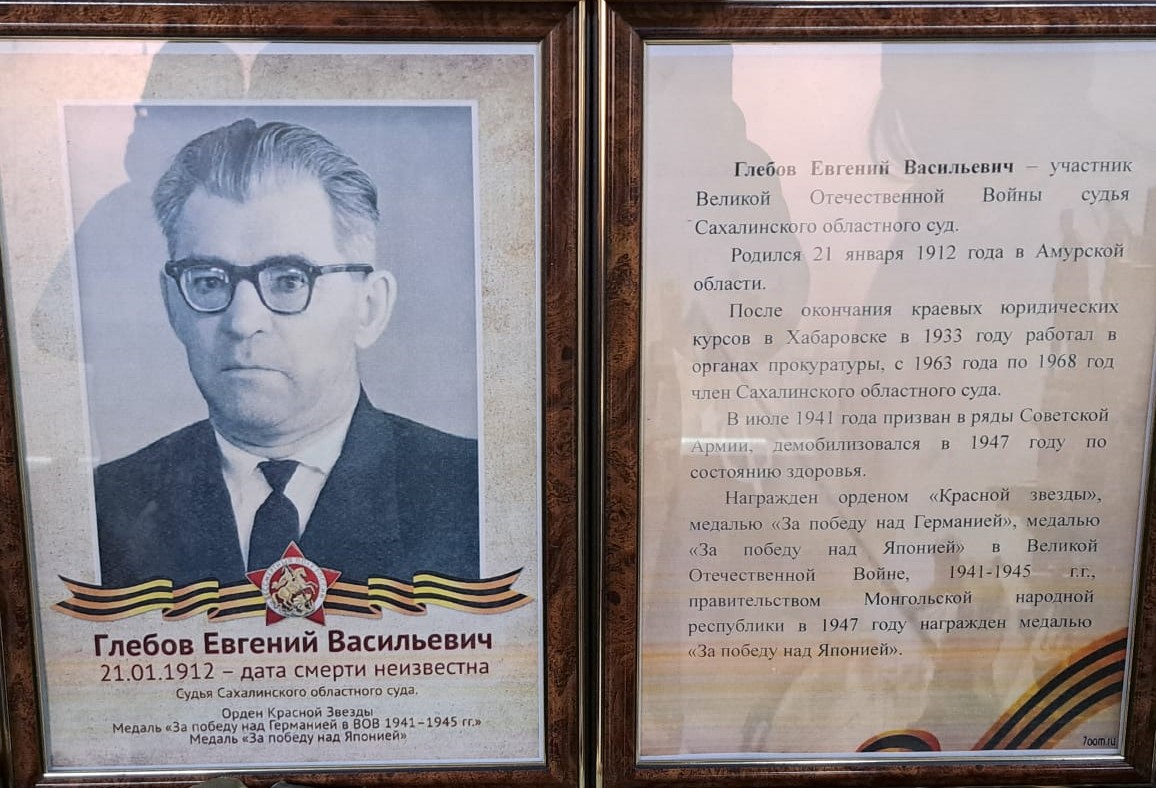 Глебов Евгений Васильевич
21.01.1912 – дата смерти неизвестна
Судья Сахалинского областного суда.
Орден Красной Звезды
Медаль «За победу над Германией в ВОВ 1941–1945 гг.»
Медаль «За победу над Японией»
Глебов Евгений Васильевич – участник
Великой Отечественной Войны судья
Сахалинского областного суд.
Родился 21 января 1912 года в Амурской
области.
После окончания краевых юридических
курсов в Хабаровске в 1933 году работал в
органах прокуратуры, с 1963 года по 1968 год
член Сахалинского областного суда.
В июле 1941 года призван в ряды Советской
Армии, демобилизовался в 1947 году по
состоянию здоровья.
Награжден орденом «Красной звезды»,
медалью «За победу над Германией», медалью
«За победу над Японией» в Великой
Отечественной Войне, 1941-1945 г.г.,
правительством Монгольской народной
республики в 1947 году награжден медалью
«За победу над Японией».
7oom.ru